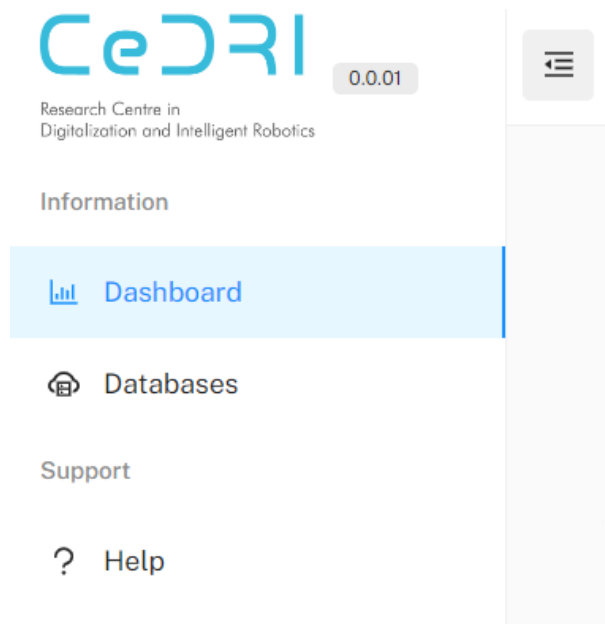 CeDRI
0.0.01
Research Centre in
Digitalization and Intelligent Robotics
Information
Dashboard
Databases
Support
? Help